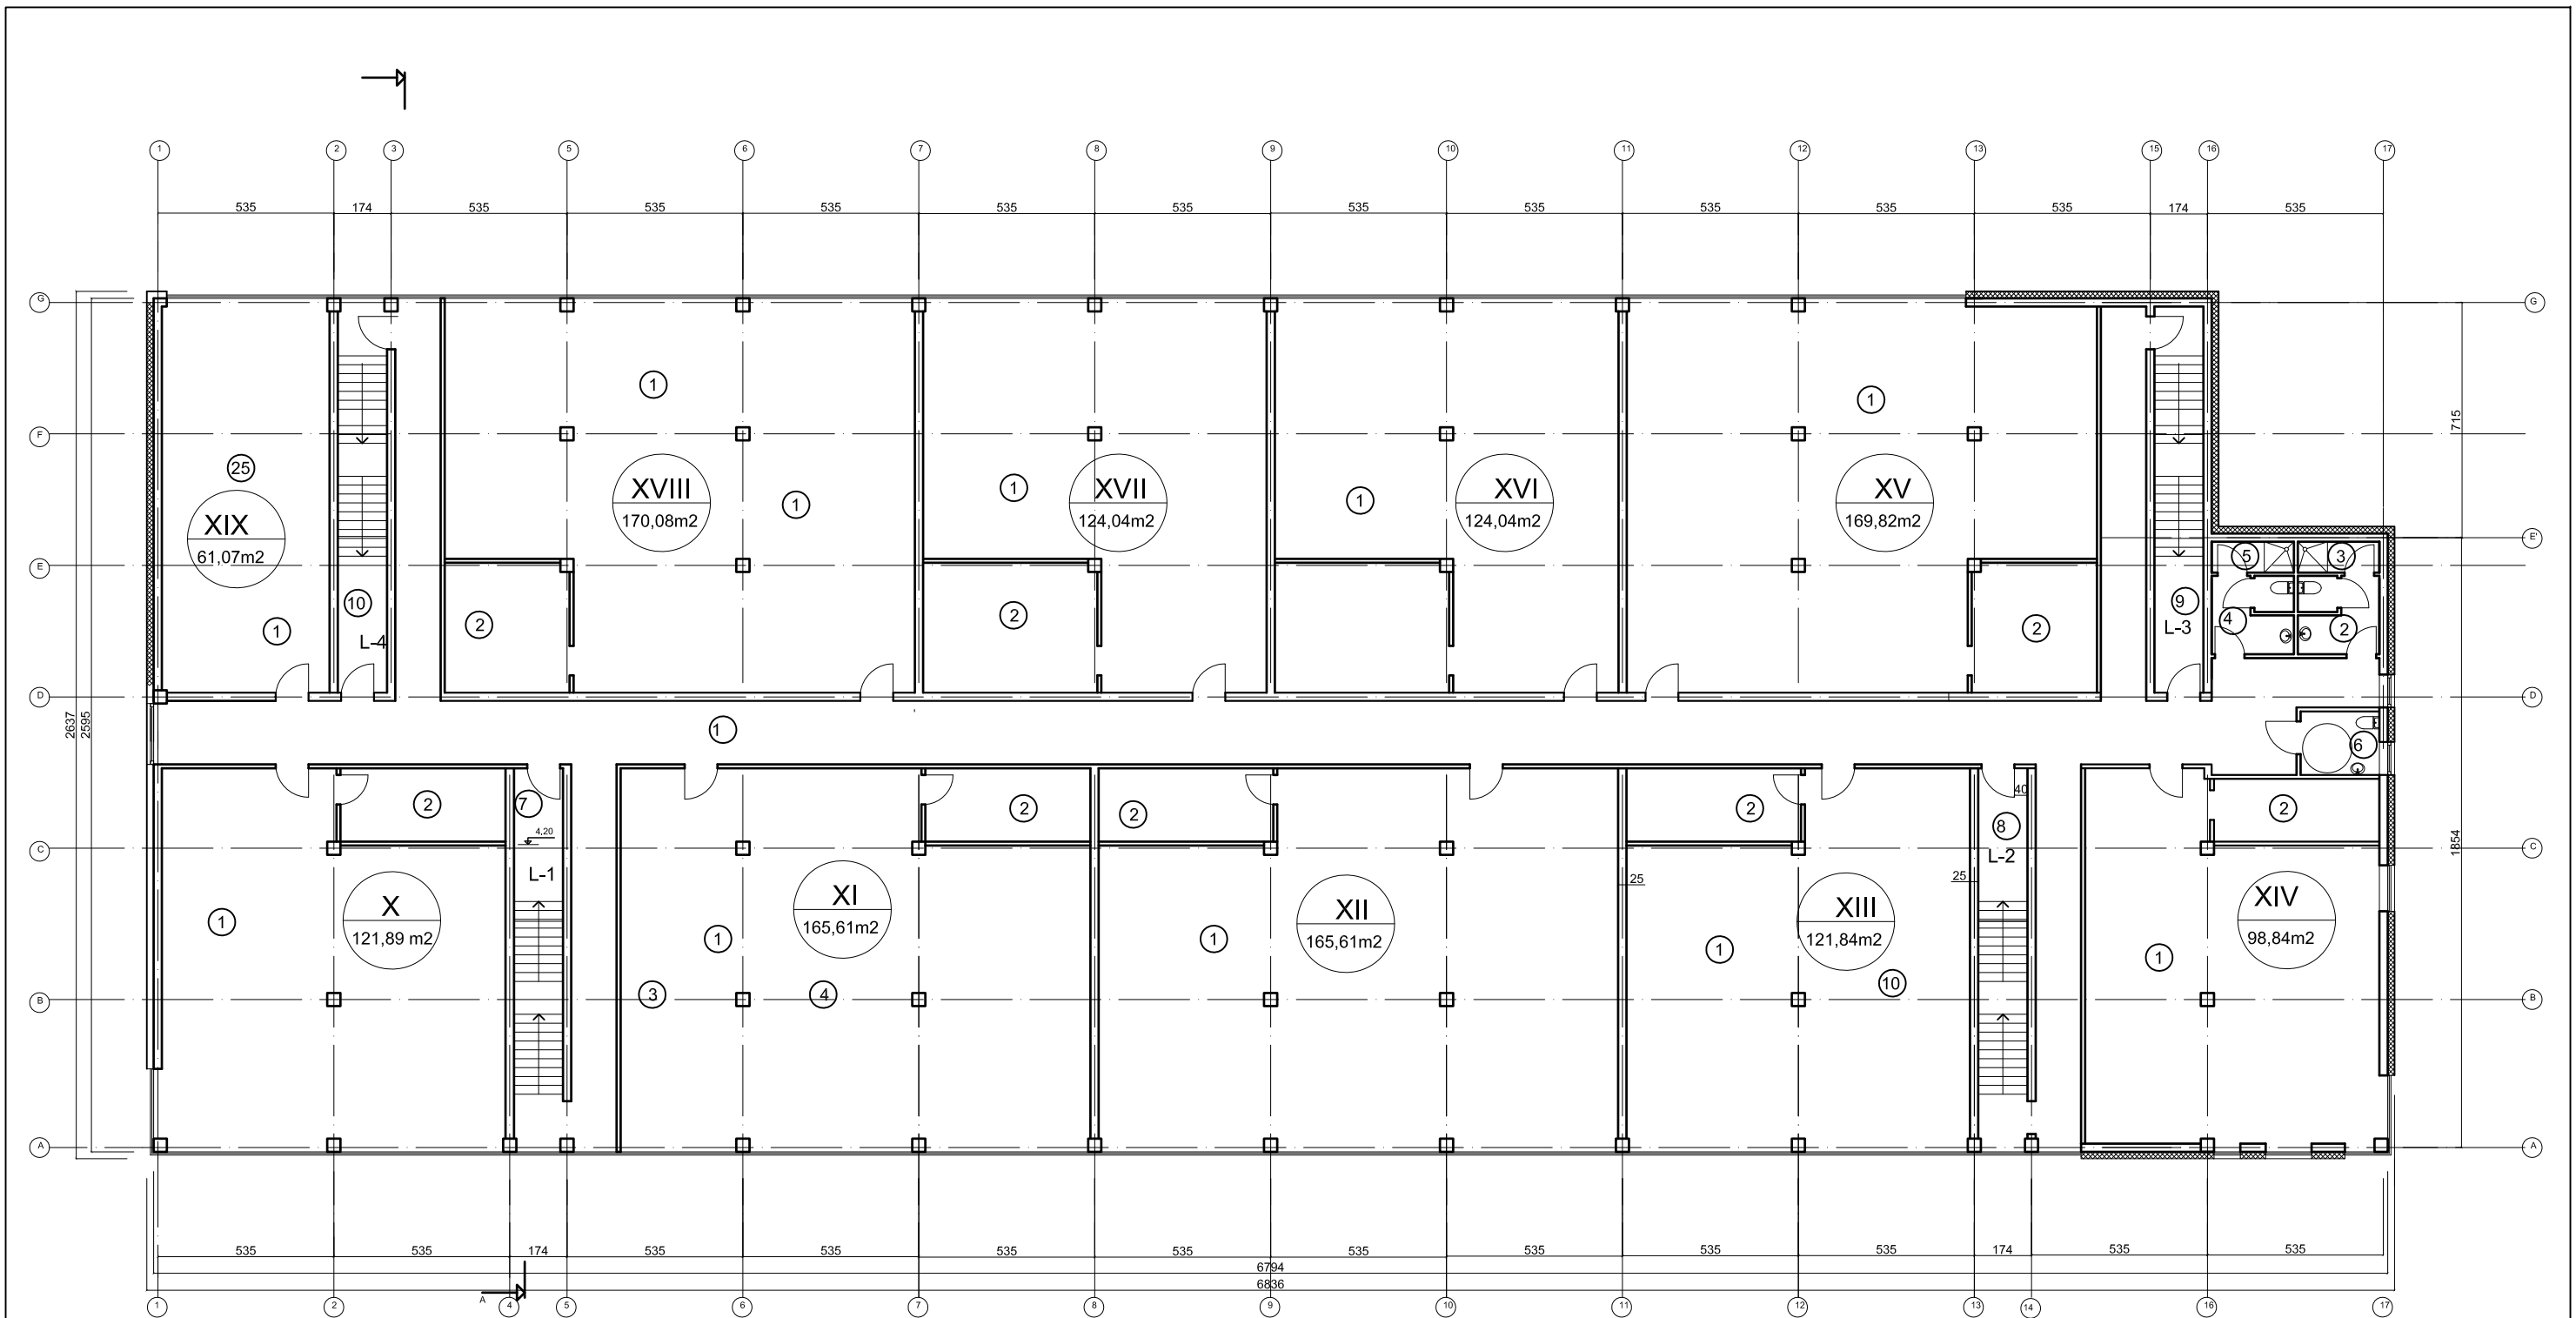 1 2 3 5 6 7 8 9 10 11 12 13 15 16 17
535 174 535 535 535 535 535 535 535 535 535 535 174 535
G G
1
1
F
715
25
XVIII XVII XVI XV
1 1 1
XIX 170,08m2 124,04m2 124,04m2 169,82m2
61,07m2
E'
5 3
E
10 9
1 2 2 2 4 2
L-4 L-3
D D
2637
2595
1
6
2 7 2 2 2 40 2
4,20
8
C C
1854
L-1 L-2
25 25
X XI XII XIII XIV
1 165,61m2 165,61m2 121,84m2 98,84m2
121,89 m2
1 1 1 1
3 4 10
B B
A A
535 535 174 535 535 535 535 535 535 535 535 174 535 535
6794
6836
A
1 2 4 5 6 7 8 9 10 11 12 13 14 16 17